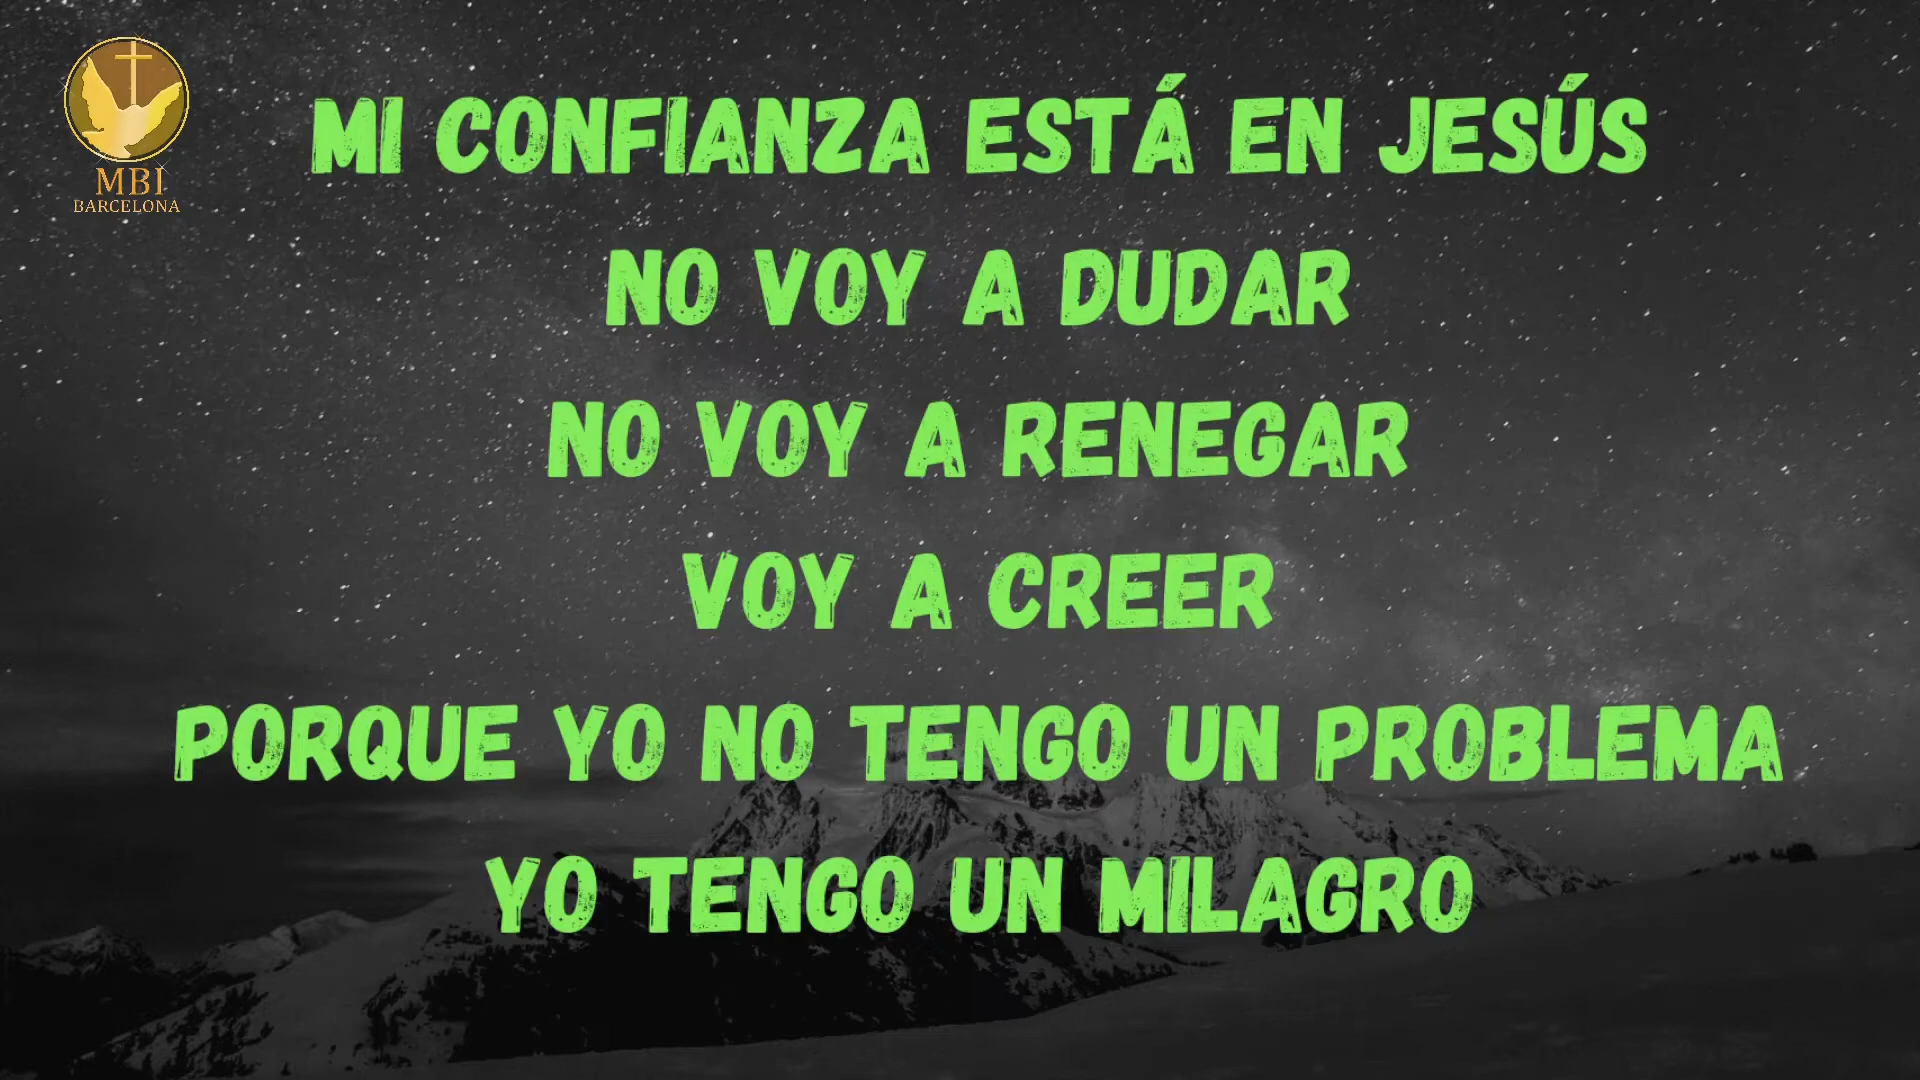 MBI
BARCELONA
MI CONFIANZA ESTÁ EN JESÚS
NO VOY A DUDAR
NO VOY A RENEGAR
VOY A CREER
PORQUE YO NO TENGO UN PROBLEMA
YO TENGO UN MILAGRO